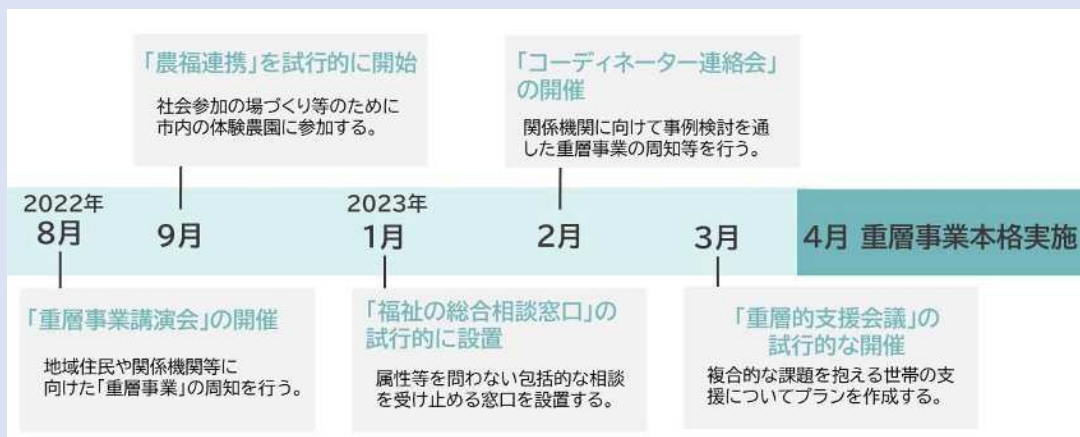 「農福連携」を試行的に開始
社会参加の場づくり等のために
市内の体験農園に参加する。
「コーディネーター連絡会」
の開催
関係機関に向けて事例検討を通
した重層事業の周知等を行う。
2022年
8月
9月
2023年
1月
2月
3月
4月 重層事業本格実施
「重層事業講演会」の開催
地域住民や関係機関等に
向けた「重層事業」の周知を行う。
「福祉の総合相談窓口」の
試行的に設置
属性等を問わない包括的な相談
を受け止める窓口を設置する。
「重層的支援会議」の
試行的な開催
複合的な課題を抱える世帯の支
援についてプランを作成する。